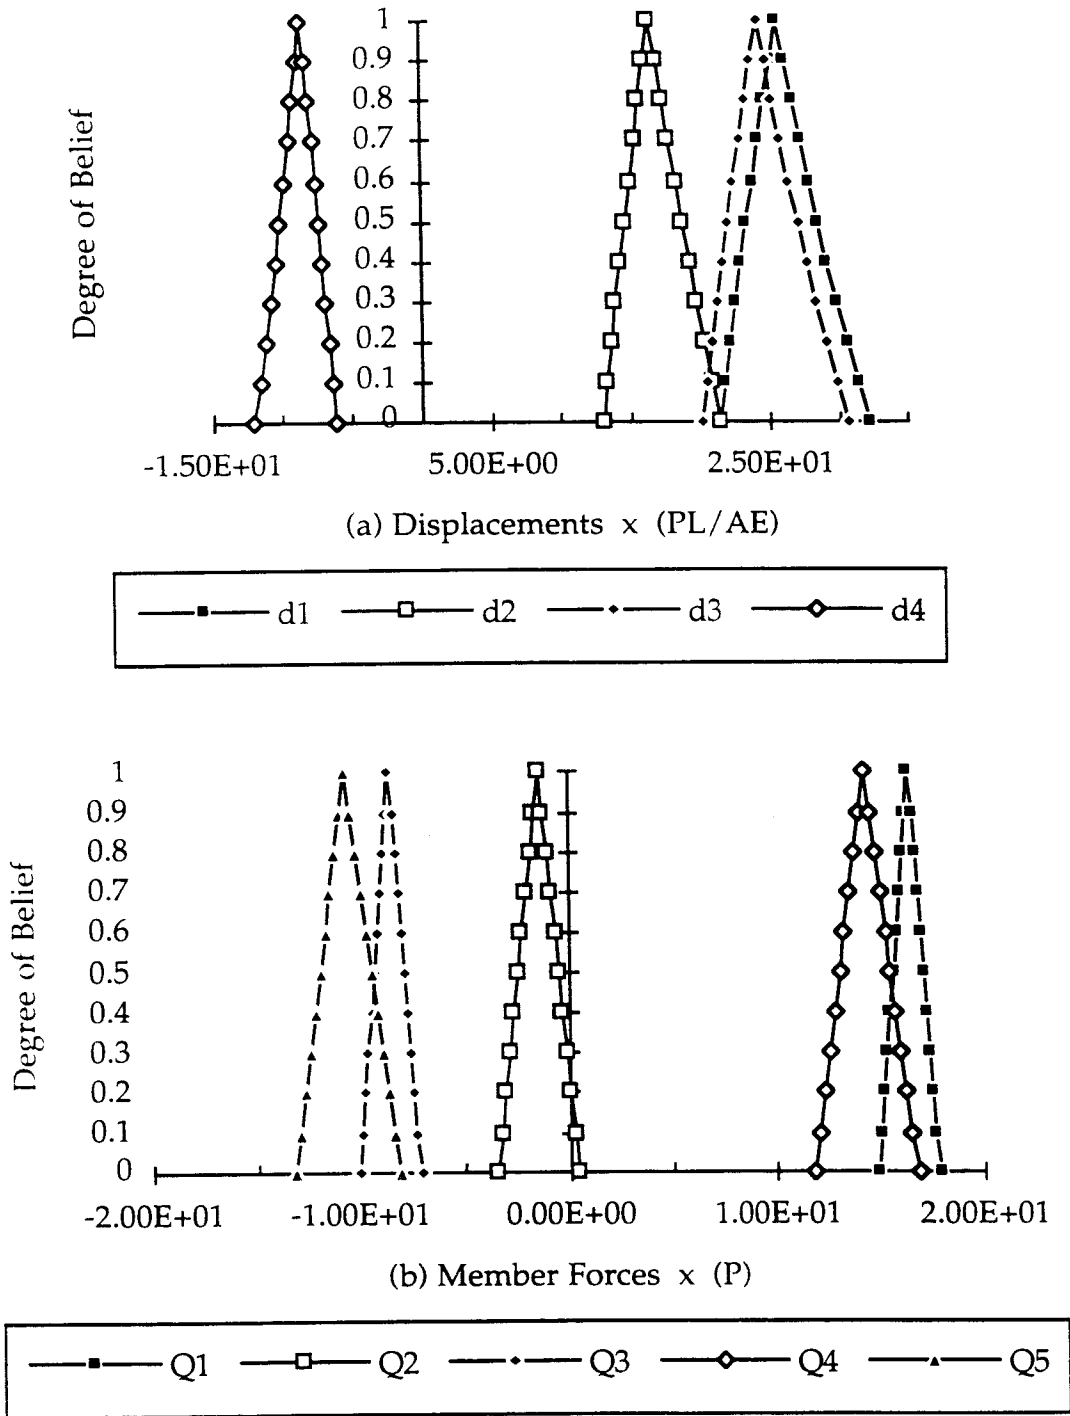 1
0.9
0.8
0.7
0.6
0.5
0.4
0.3
0.2
0.1
0
Degree of Belief
-1.50E+01 5.00E+00 2.50E+01
(a) Displacements x (PL/AE)
d1 d2 d3 d4
1
0.9
0.8
0.7
0.6
0.5
0.4
0.3
0.2
0.1
0
Degree of Belief
-2.00E+01 -1.00E+01 0.00E+00 1.00E+01 2.00E+01
(b) Member Forces x (P)
Q1 Q2 Q3 Q4 Q5